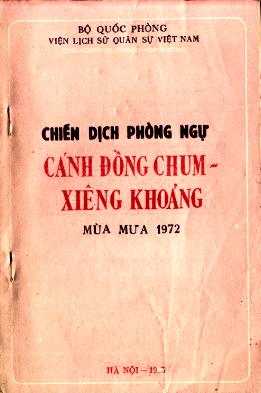 BỘ QUỐC PHÒNG
VIỆN LỊCH SỬ QUÂN SỰ VIỆT NAM
CHIẾN DỊCH PHÒNG NGỰ
CÁNH ĐỒNG CHUM -
XIÊNG KHOẢNG
MÙA MƯA 1972
HÀ NỘI -